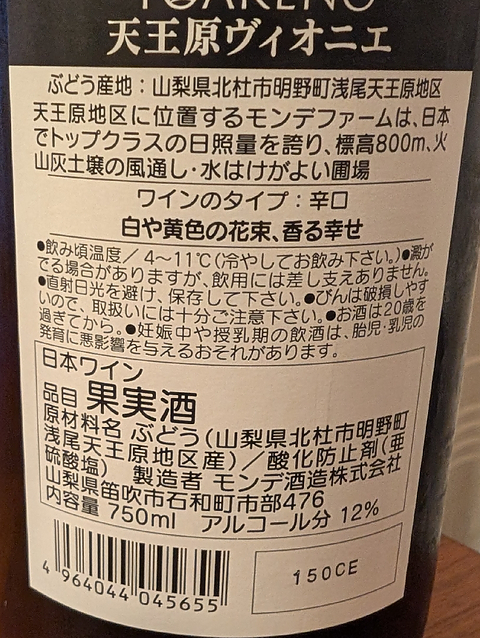 天王原ヴィオニエ
ぶどう産地：山梨県北杜市明野町浅尾天王原地区
天王原地区に位置するモンデファームは、日本
でトップクラスの日照量を誇り、標高800m、火
山灰土壌の風通し・水はけがよい圃場
ワインのタイプ：辛口
白や黄色の花束、香る幸せ
●飲み頃温度／4～11℃（冷やしてお飲み下さい。）●澱が
でる場合がありますが、飲用には差し支えありません。
●直射日光を避け、保存して下さい。●びんは破損しやす
いので、取扱いには十分ご注意下さい。●お酒は20歳を
過ぎてから。●妊娠中や授乳期の飲酒は、胎児・乳児の
発育に悪影響を与えるおそれがあります。
日本ワイン
品目 果実酒
原材料名 ぶどう（山梨県北杜市明野町
浅尾天王原地区産）／酸化防止剤（亜
硫酸塩） 製造者 モンデ酒造株式会社
山梨県笛吹市石和町市部476
内容量 750ml アルコール分 12%
4 964044 045655
150CE